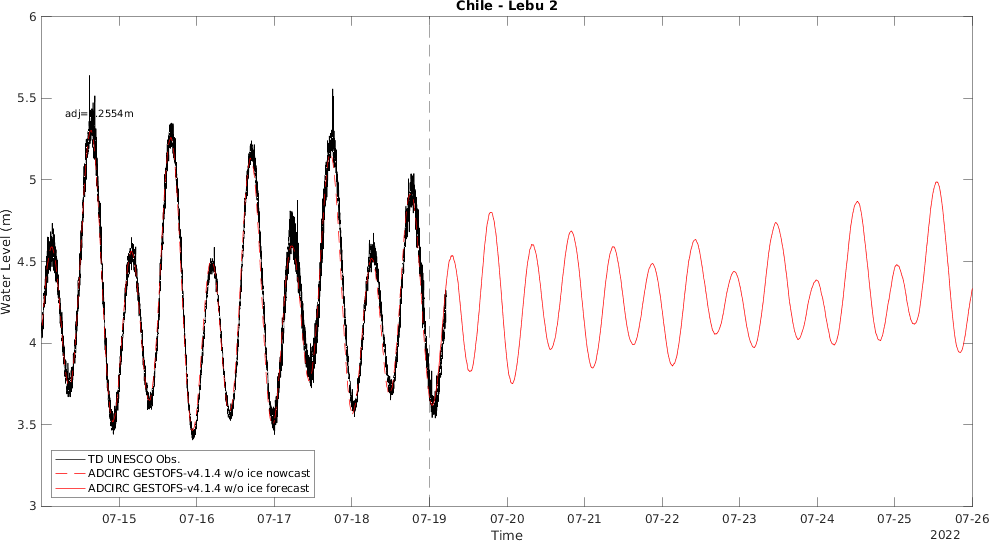 Chile - Lebu 2
6
5.5
5
4.5
4
3.5
3
Water Level (m)
TD UNESCO Obs.
ADCIRC GESTOFS-v4.1.4 w/o ice nowcast
ADCIRC GESTOFS-v4.1.4 w/o ice forecast
07-15 07-16 07-17 07-18 07-19 07-20 07-21 07-22 07-23 07-24 07-25 07-26
Time
2022